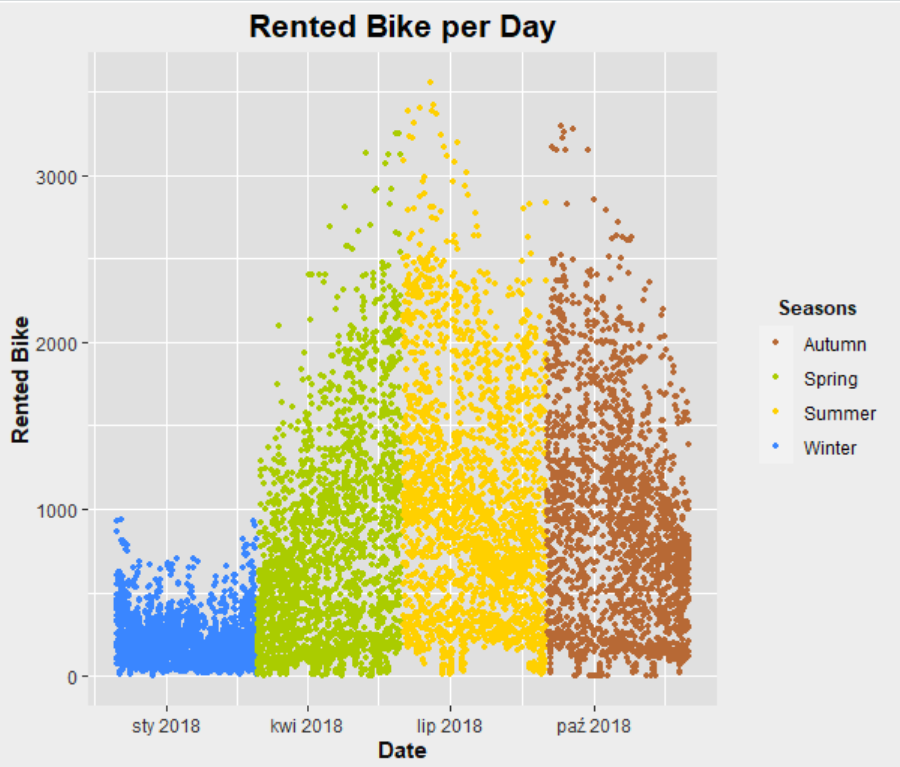 Rented Bike per Day
3000
2000
1000
0
Rented Bike
sty 2018
kwi 2018
lip 2018
paź 2018
Date
Seasons
Autumn
Spring
Summer
Winter